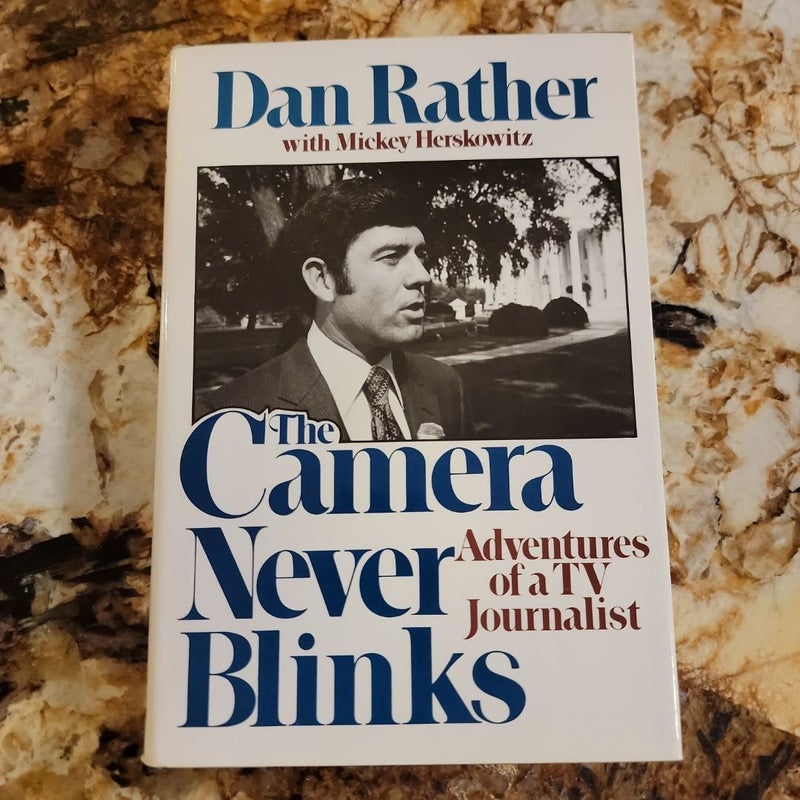 Dan Rather
with Mickey Herskowitz
The
Camera
Never
Blinks
Adventures
of a TV
Journalist